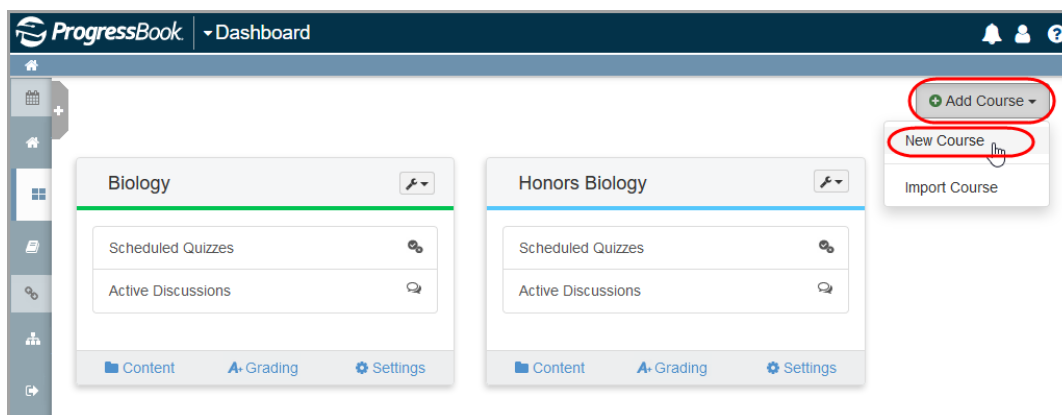 ProgressBook Dashboard
Add Course
New Course
Import Course
Biology
Scheduled Quizzes
Active Discussions
Content A+ Grading Settings
Honors Biology
Scheduled Quizzes
Active Discussions
Content A+ Grading Settings